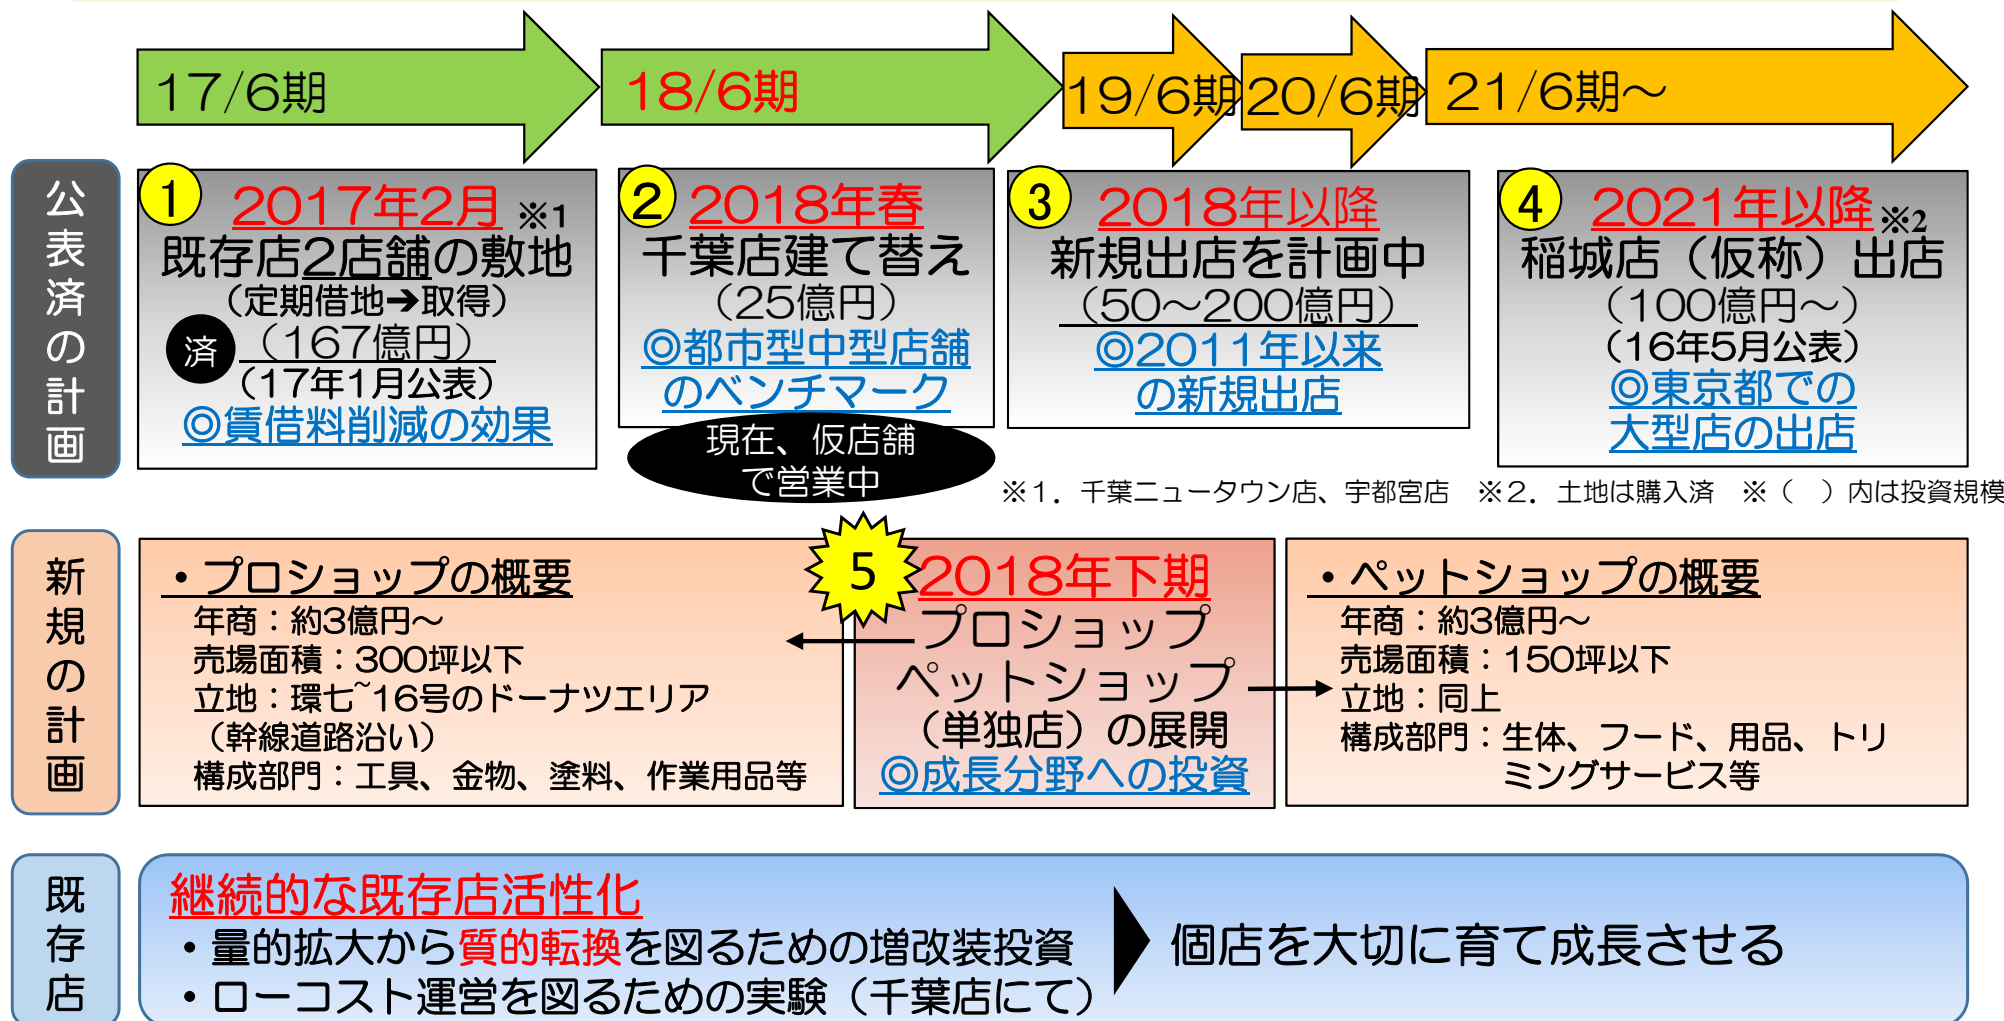 17/6期
18/6期
19/6期
20/6期
21/6期～
公表済の計画
1
2017年2月 ※1
既存店2店舗の敷地
（定期借地➔取得）
済
（167億円）
（17年1月公表）
◎賃借料削減の効果
2
2018年春
千葉店建て替え
（25億円）
◎都市型中型店舗
のベンチマーク
現在、仮店舗
で営業中
3
2018年以降
新規出店を計画中
（50～200億円）
◎2011年以来
の新規出店
4
2021年以降 ※2
稲城店（仮称）出店
（100億円～）
（16年5月公表）
◎東京都での
大型店の出店
※1．千葉ニュータウン店、宇都宮店　※2．土地は購入済　※（　）内は投資規模
新規の計画
・プロショップの概要
年商：約3億円～
売場面積：300坪以下
立地：環七~16号のドーナツエリア
（幹線道路沿い）
構成部門：工具、金物、塗料、作業用品等
5
2018年下期
プロショップ
ペットショップ
（単独店）の展開
◎成長分野への投資
・ペットショップの概要
年商：約3億円～
売場面積：150坪以下
立地：同上
構成部門：生体、フード、用品、トリ
ミングサービス等
既存店
継続的な既存店活性化
・量的拡大から質的転換を図るための増改装投資
・ローコスト運営を図るための実験（千葉店にて）
個店を大切に育て成長させる